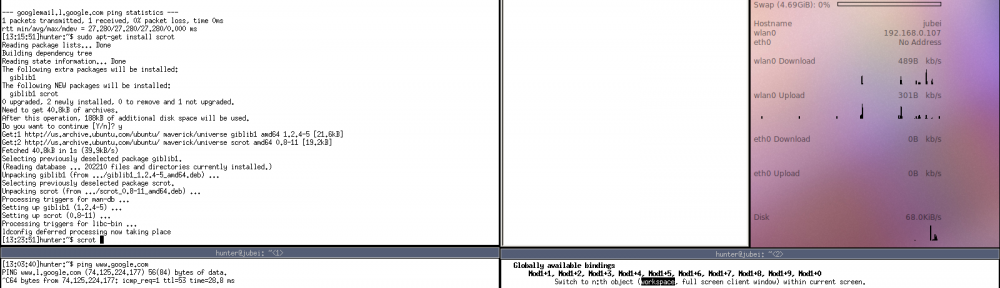 --- googlemail.l.google.com ping statistics ---
1 packets transmitted, 1 received, 0% packet loss, time 0ms
rtt min/avg/max/mdev = 27.280/27.280/27.280/0.000 ms
[13:15:51]hunter:~$ sudo apt-get install scrot
Reading package lists... Done
Building dependency tree
Reading state information... Done
The following extra packages will be installed:
  giblib1
The following NEW packages will be installed:
  giblib1 scrot
0 upgraded, 2 newly installed, 0 to remove and 1 not upgraded.
Need to get 40.8kB of archives.
After this operation, 188kB of additional disk space will be used.
Do you want to continue [Y/n]? y
Get:1 http://us.archive.ubuntu.com/ubuntu/ maverick/universe giblib1 amd64 1.2.4-5 [21.6kB]
Get:2 http://us.archive.ubuntu.com/ubuntu/ maverick/universe scrot amd64 0.8-11 [19.2kB]
Fetched 40.8kB in 1s (39.9kB/s)
Selecting previously deselected package giblib1.
(Reading database ... 202210 files and directories currently installed.)
Unpacking giblib1 (from .../giblib1_1.2.4-5_amd64.deb) ...
Selecting previously deselected package scrot.
Unpacking scrot (from .../scrot_0.8-11_amd64.deb) ...
Processing triggers for man-db ...
Setting up giblib1 (1.2.4-5) ...
Setting up scrot (0.8-11) ...
Processing triggers for libc-bin ...
ldconfig deferred processing now taking place
[13:23:51]hunter:~$ scrot
hunter@jubei: ~<1>
[13:03:40]hunter:~$ ping www.google.com
PING www.l.google.com (74.125.224.177) 56(84) bytes of data.
^C64 bytes from 74.125.224.177: icmp_req=1 ttl=53 time=28.8 ms
Swap (4.69GiB): 0%
Hostname jubei
wlan0 192.168.0.107
eth0 No Address
wlan0 Download 489B kb/s
wlan0 Upload 301B kb/s
eth0 Download 0B kb/s
eth0 Upload 0B kb/s
Disk 68.0KiB/s
hunter@jubei: ~<2>
Globally available bindings
Mod1+1, Mod1+2, Mod1+3, Mod1+4, Mod1+5, Mod1+6, Mod1+7, Mod1+8, Mod1+9, Mod1+0
Switch to n:th object (workspace, full screen client window) within current screen.